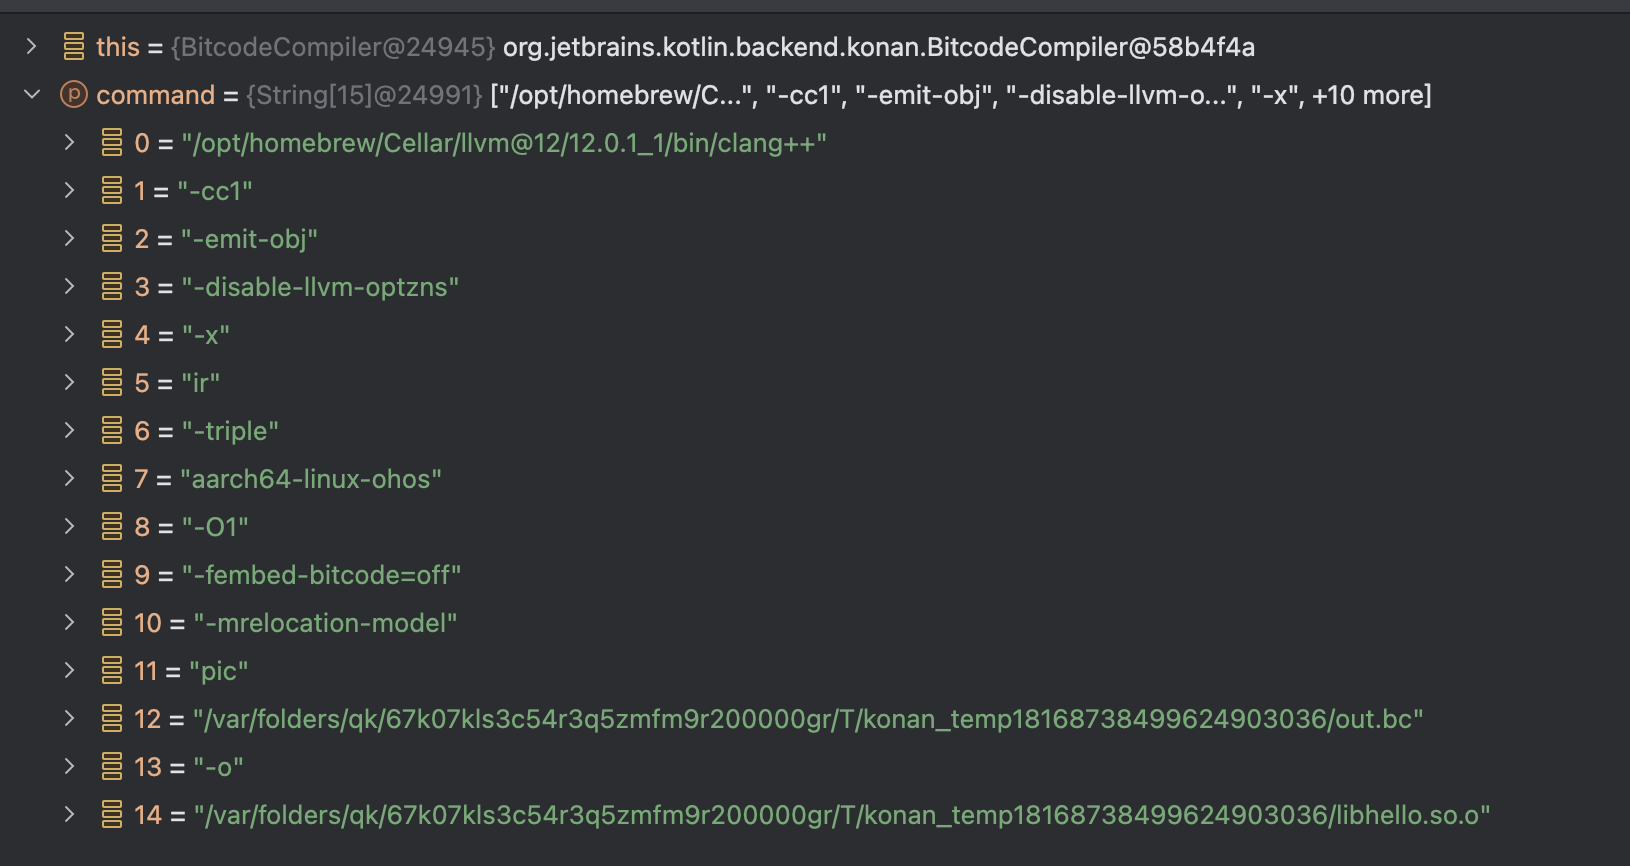 this = {BitcodeCompiler@24945} org.jetbrains.kotlin.backend.konan.BitcodeCompiler@58b4f4a
p command = {String[15]@24991} ["/opt/homebrew/C...", "-cc1", "-emit-obj", "-disable-llvm-o...", "-x", +10 more]
0 = "/opt/homebrew/Cellar/llvm@12/12.0.1_1/bin/clang++"
1 = "-cc1"
2 = "-emit-obj"
3 = "-disable-llvm-optzns"
4 = "-x"
5 = "ir"
6 = "-triple"
7 = "aarch64-linux-ohos"
8 = "-O1"
9 = "-fembed-bitcode=off"
10 = "-mrelocation-model"
11 = "pic"
12 = "/var/folders/qk/67k07kls3c54r3q5zmfm9r200000gr/T/konan_temp18168738499624903036/out.bc"
13 = "-o"
14 = "/var/folders/qk/67k07kls3c54r3q5zmfm9r200000gr/T/konan_temp18168738499624903036/libhello.so.o"